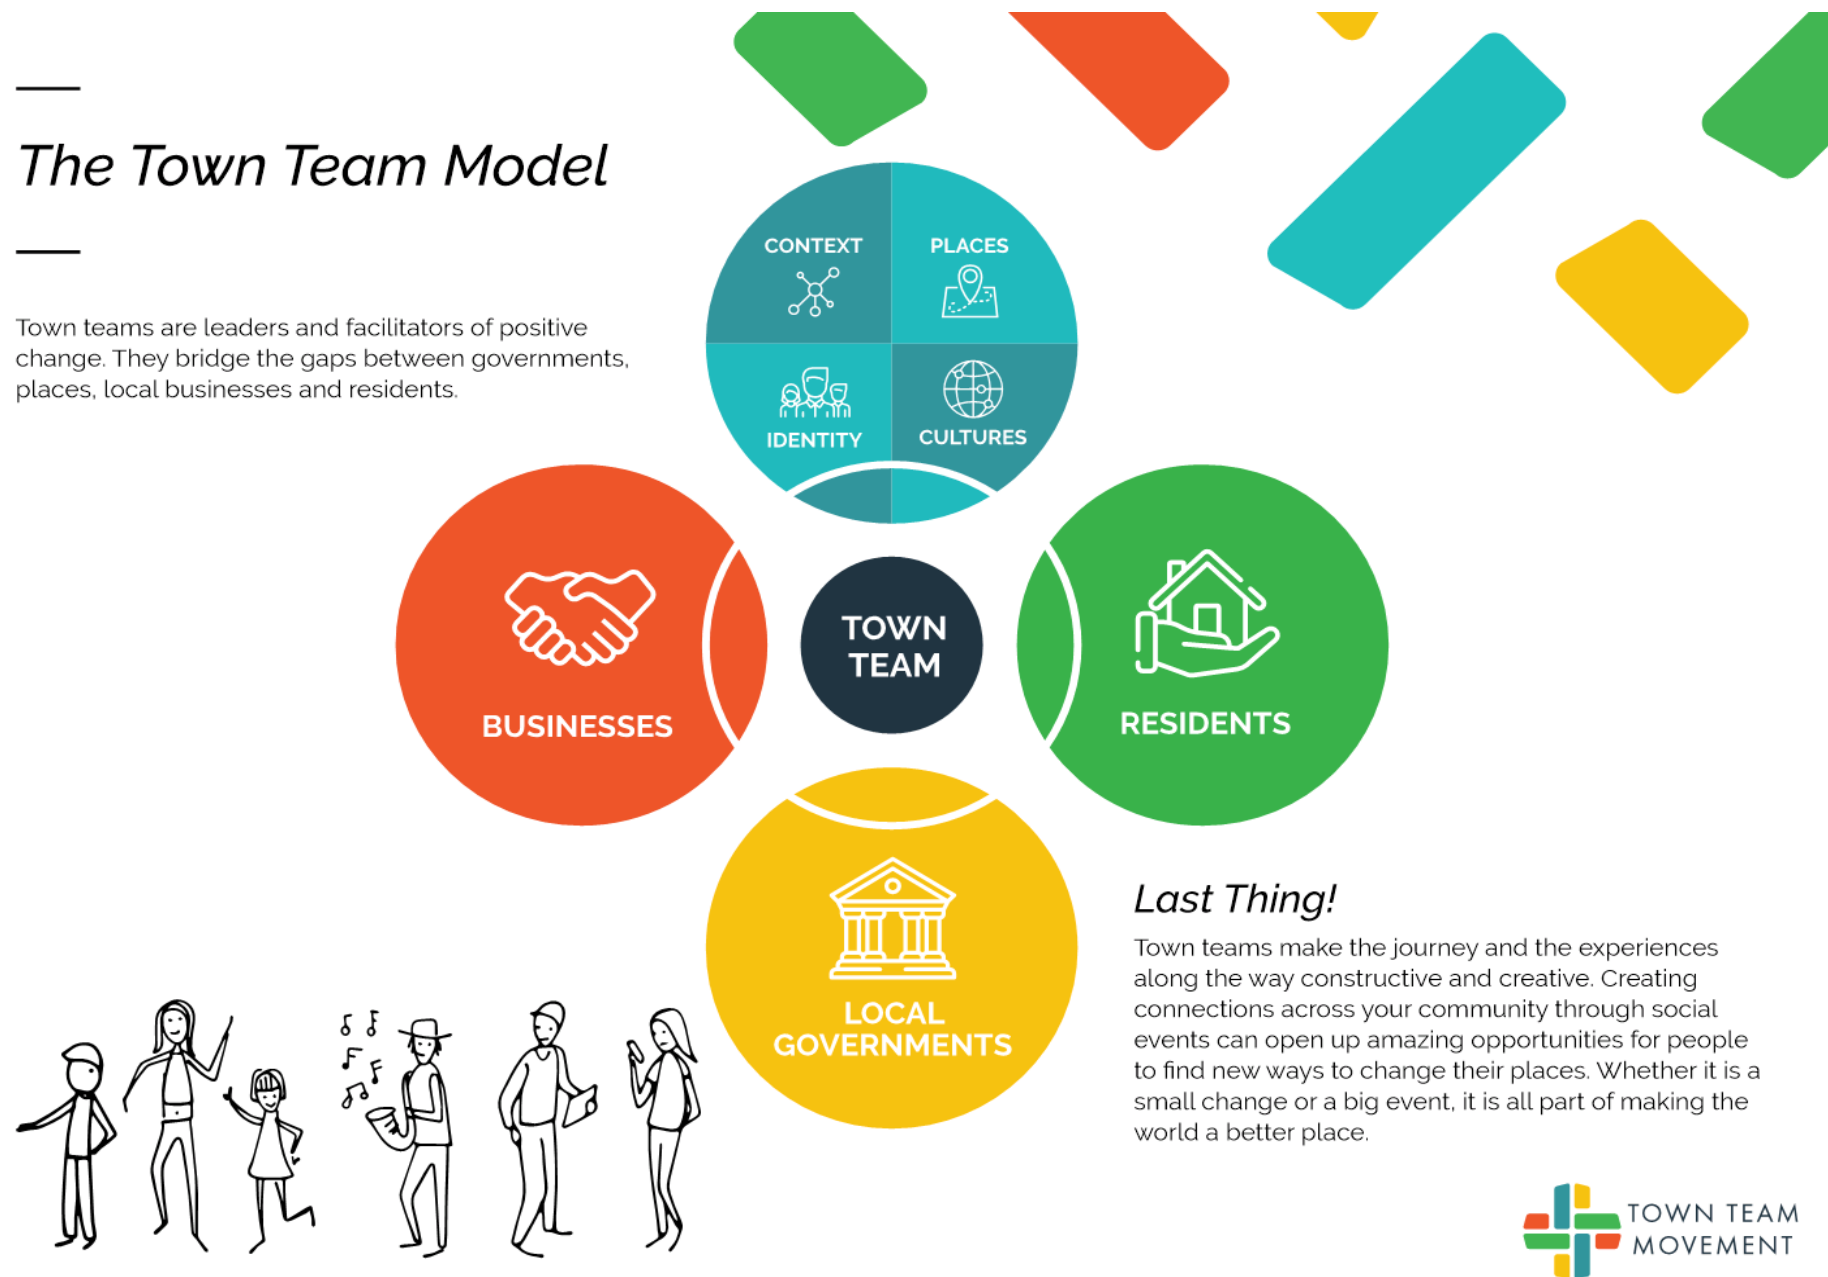 The Town Team Model
Town teams are leaders and facilitators of positive
change. They bridge the gaps between governments,
places, local businesses and residents.
CONTEXT
PLACES
IDENTITY
CULTURES
BUSINESSES
TOWN
TEAM
RESIDENTS
LOCAL
GOVERNMENTS
Last Thing!
Town teams make the journey and the experiences
along the way constructive and creative. Creating
connections across your community through social
events can open up amazing opportunities for people
to find new ways to change their places. Whether it is a
small change or a big event, it is all part of making the
world a better place.
TOWN TEAM
MOVEMENT